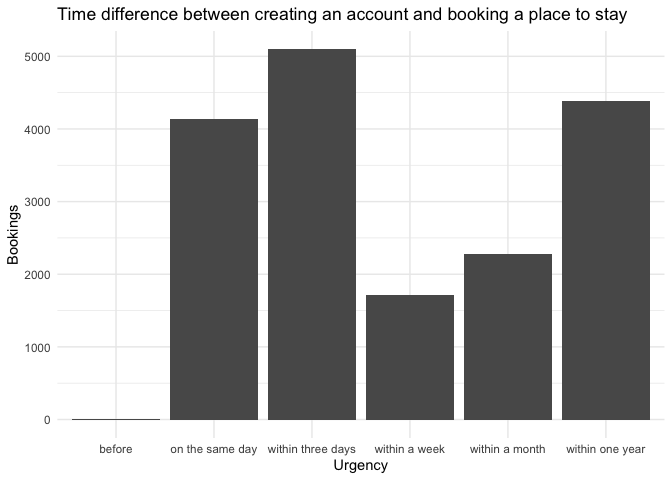 Time difference between creating an account and booking a place to stay
5000
4000
3000
2000
1000
0
Bookings
before on the same day within three days within a week within a month within one year
Urgency